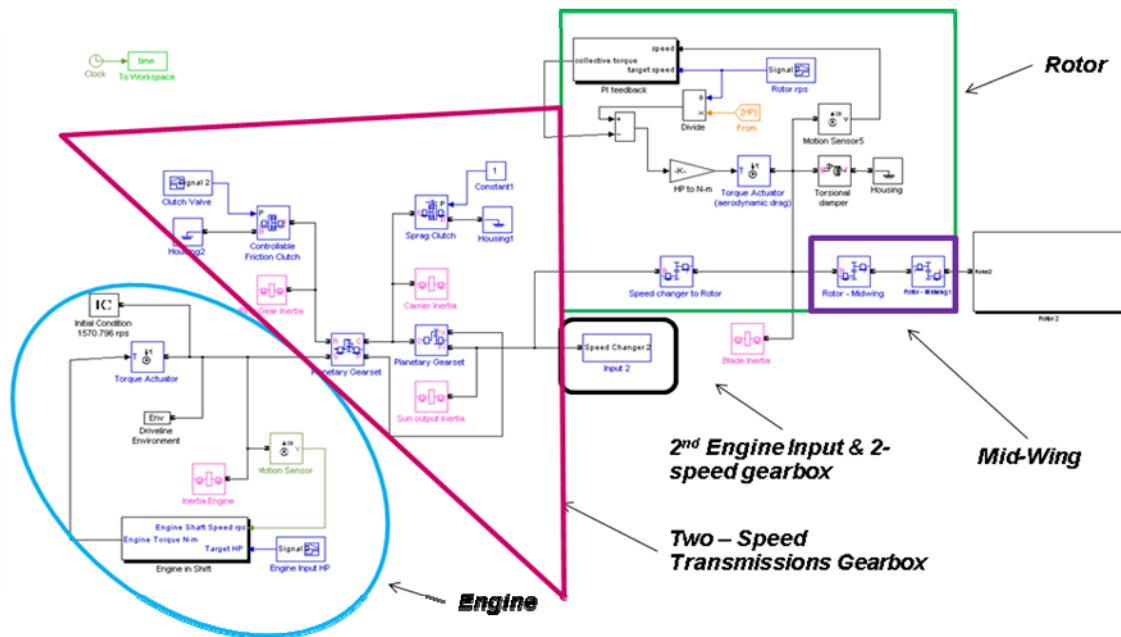 Clock
time
To Workspace
speed
collective torque
target speed
PI feedback
Signal
Rotor rps
Divide
[HP]
From
Motion Sensor5
-K-
HP to N-m
T
Torque Actuator
(aerodynamic drag)
Torsional
damper
Housing
Rotor
Signal 2
Clutch Valve
Housing2
P
Controllable
Friction Clutch
1
Constant1
P
Sprag Clutch
Housing1
Gear Inertia
Carrier Inertia
Speed changer to Rotor
Rotor - Midwing
Rotor - Midwing1
Rotor2
Rotor 2
IC
Initial Condition
1570.796 rps
T
Torque Actuator
Planetary Gearset
Planetary Gearset
Speed Changer 2
Input 2
Blade Inertia
Sun output Inertia
Env
Driveline
Environment
Motion Sensor
Inertia Engine
2nd Engine Input & 2-
speed gearbox
Mid-Wing
Engine Shaft Speed rps
Engine Torque N-m
Target HP
Engine in Shift
Signal
Engine Input HP
Two – Speed
Transmissions Gearbox
Engine